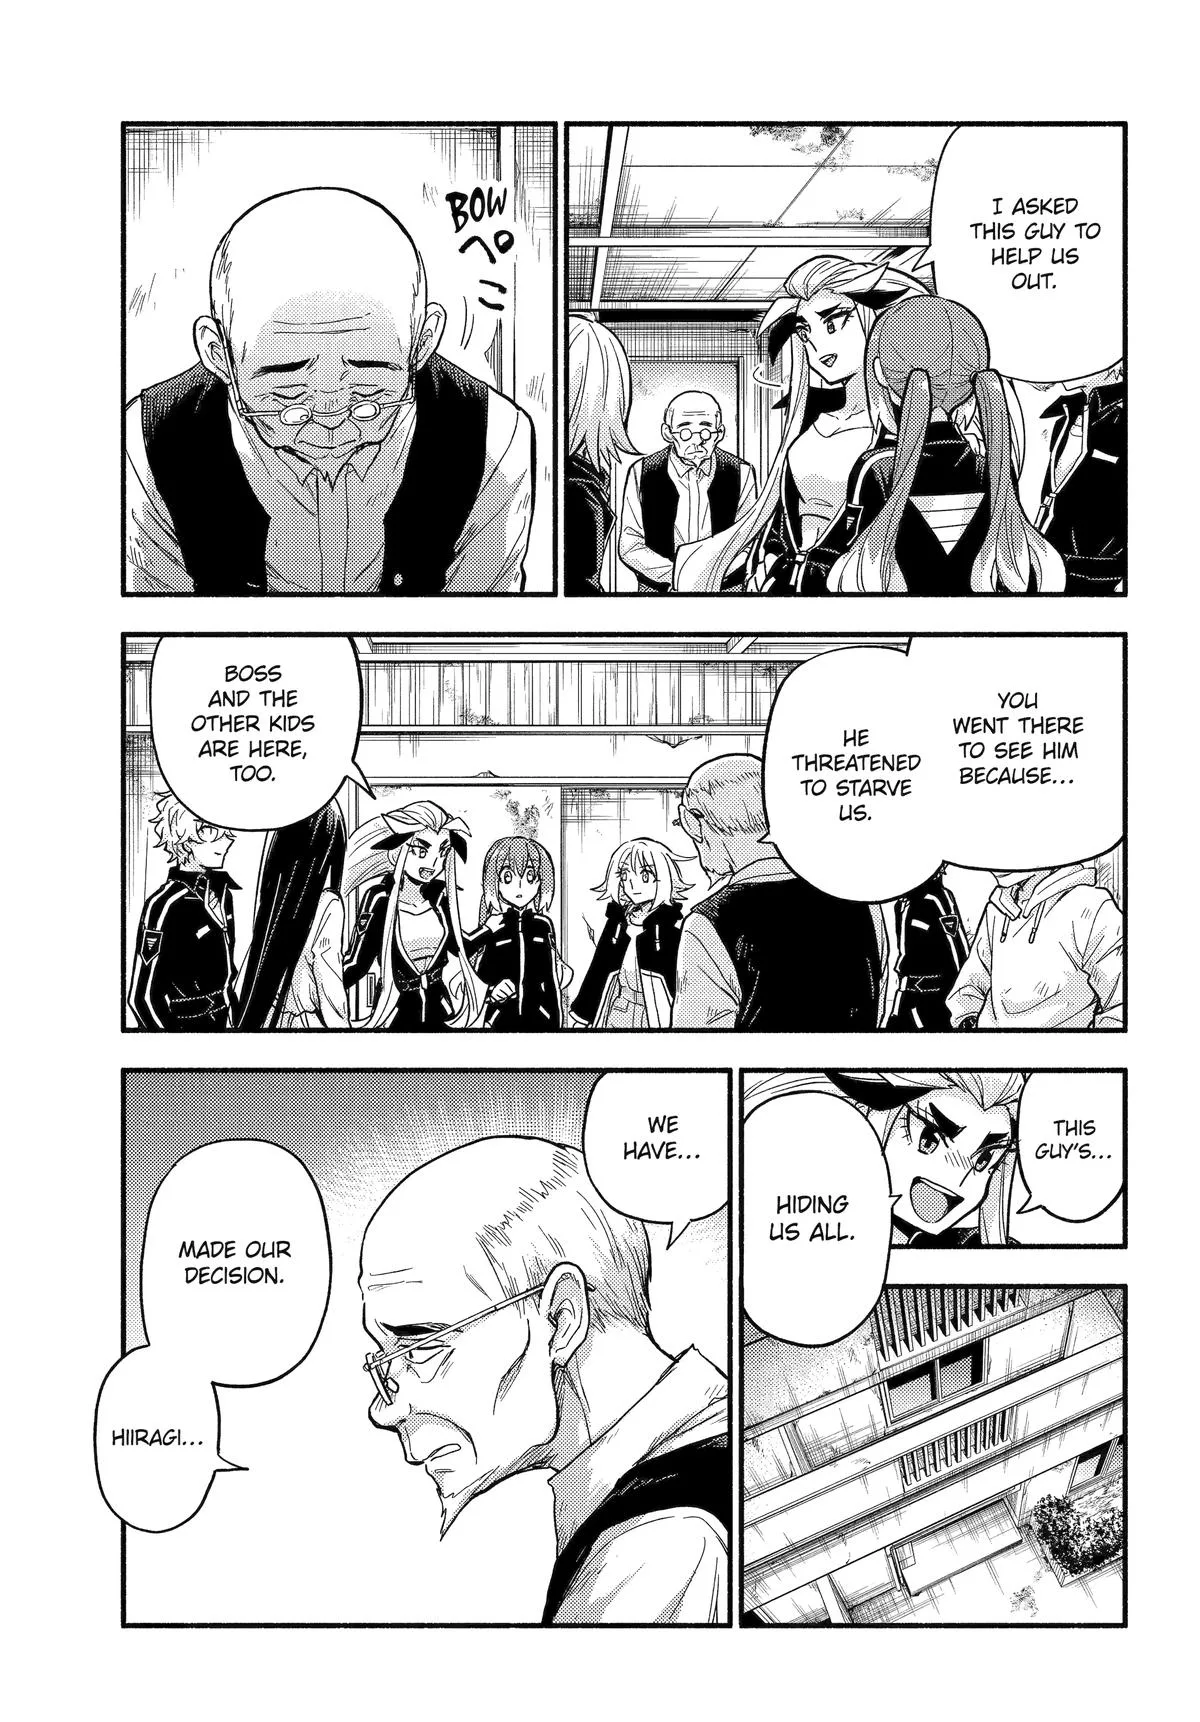 I ASKED
THIS GUY TO
HELP US
OUT.
BOW
ペコ
YOU
WENT THERE
TO SEE HIM
BECAUSE...
HE
THREATENED
TO STARVE
US.
BOSS
AND THE
OTHER KIDS
ARE HERE,
TOO.
THIS
GUY'S...
HIDING
US ALL.
WE
HAVE...
MADE OUR
DECISION.
HIIRAGI...